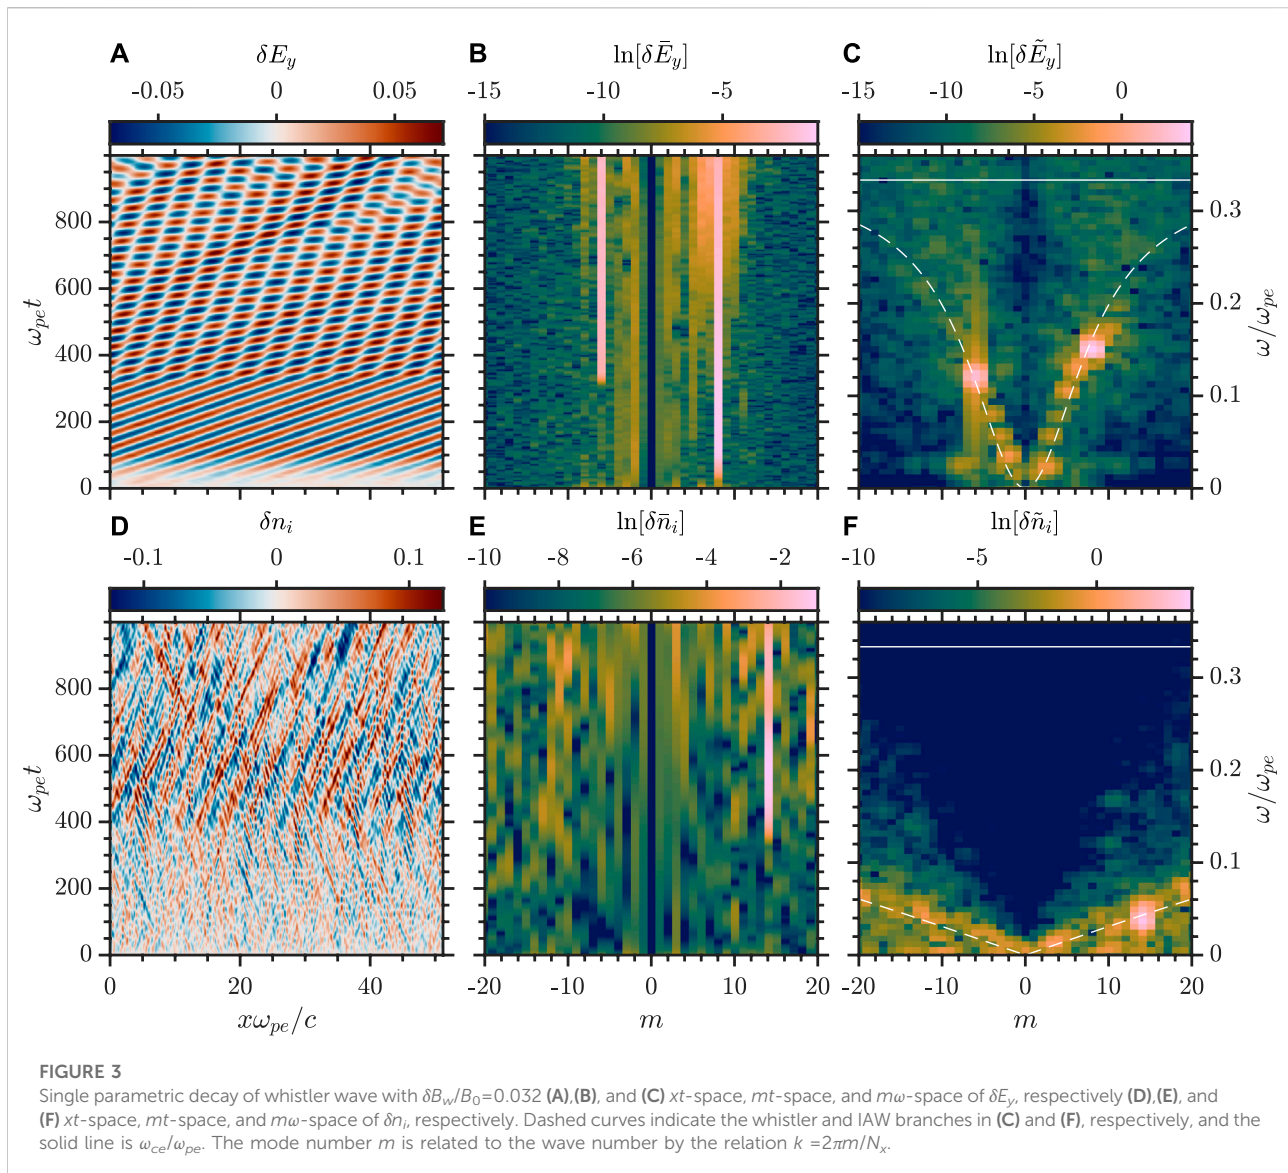 A δE_y
-0.05 0 0.05
B ln[δĒ_y]
-15 -10 -5
C ln[δẼ_y]
-15 -10 -5 0
ω_pe t
800
600
400
200
0
0.3
0.2
0.1
0
ω/ω_pe
D δn_i
-0.1 0 0.1
E ln[δn̄_i]
-10 -8 -6 -4 -2
F ln[δñ_i]
-10 -5 0
ω_pe t
800
600
400
200
0
0.3
0.2
0.1
0
ω/ω_pe
0 20 40
-20 -10 0 10 20
-20 -10 0 10 20
xω_pe/c
m
m
FIGURE 3
Single parametric decay of whistler wave with δB_w/B_0=0.032 (A),(B), and (C) xt-space, mt-space, and mω-space of δE_y, respectively (D),(E), and
(F) xt-space, mt-space, and mω-space of δn_i, respectively. Dashed curves indicate the whistler and IAW branches in (C) and (F), respectively, and the
solid line is ω_ce/ω_pe. The mode number m is related to the wave number by the relation k =2πm/N_x.